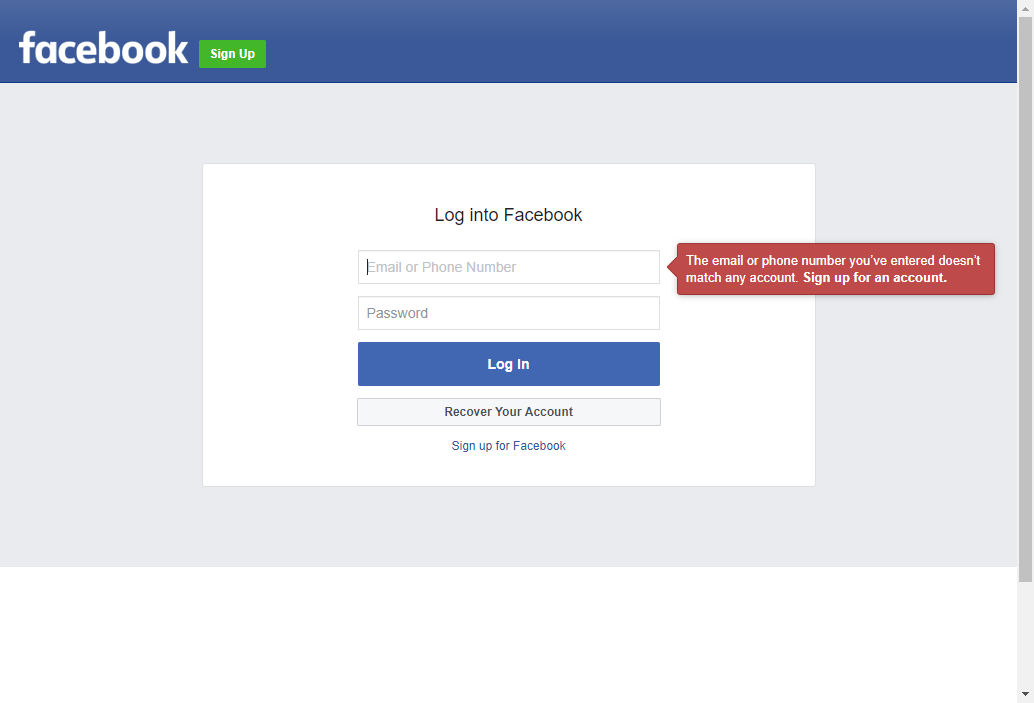 facebook
Sign Up
Log into Facebook
Email or Phone Number
The email or phone number you've entered doesn't
match any account. Sign up for an account.
Password
Log In
Recover Your Account
Sign up for Facebook